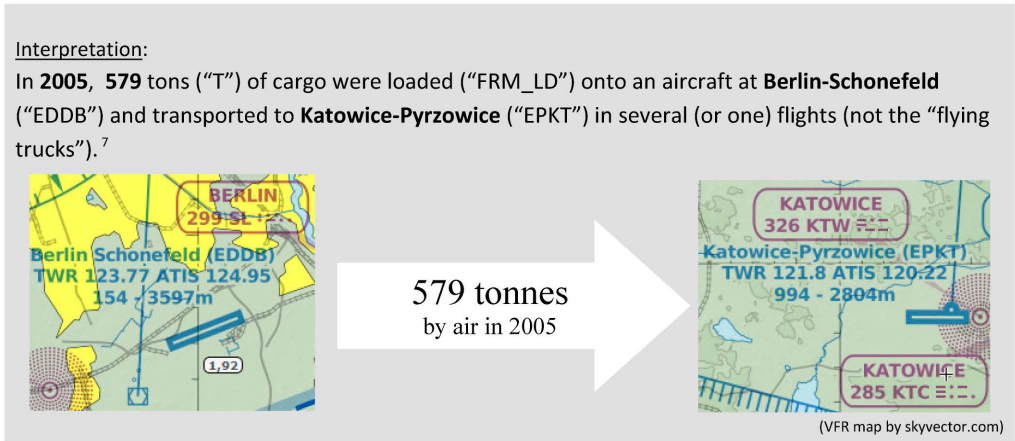 Interpretation:
In 2005, 579 tons (“T”) of cargo were loaded (“FRM_LD”) onto an aircraft at Berlin-Schonefeld
(“EDDB”) and transported to Katowice-Pyrzowice (“EPKT”) in several (or one) flights (not the “flying
trucks”). 7
BERLIN
299 SL
Berlin Schonefeld (EDDB)
TWR 123.77 ATIS 124.95
154 - 3597m
1,92
579 tonnes
by air in 2005
KATOWICE
326 KTW
Katowice-Pyrzowice (EPKT)
TWR 121.8 ATIS 120.22
994 - 2804m
KATOWICE
285 KTC
(VFR map by skyvector.com)